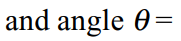 and angle θ =